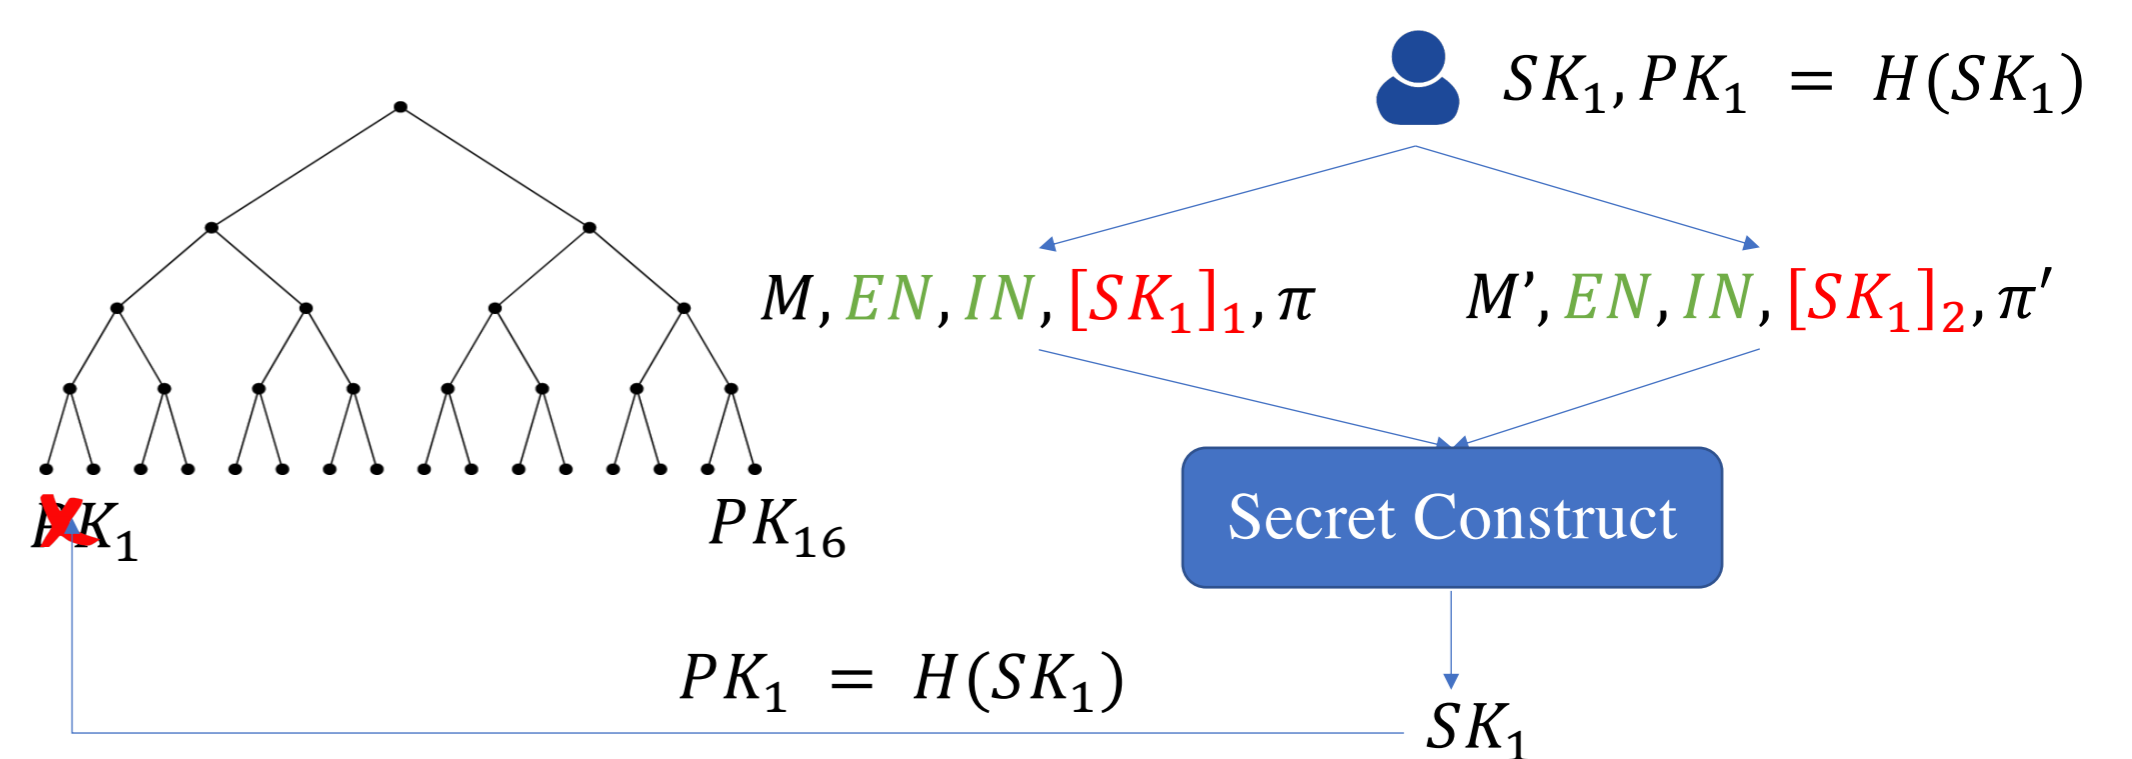 SK₁, PK₁ = H(SK₁)
M, EN, IN, [SK₁]₁, π
M’, EN, IN, [SK₁]₂, π′
PK₁
PK₁₆
Secret Construct
PK₁ = H(SK₁)
SK₁